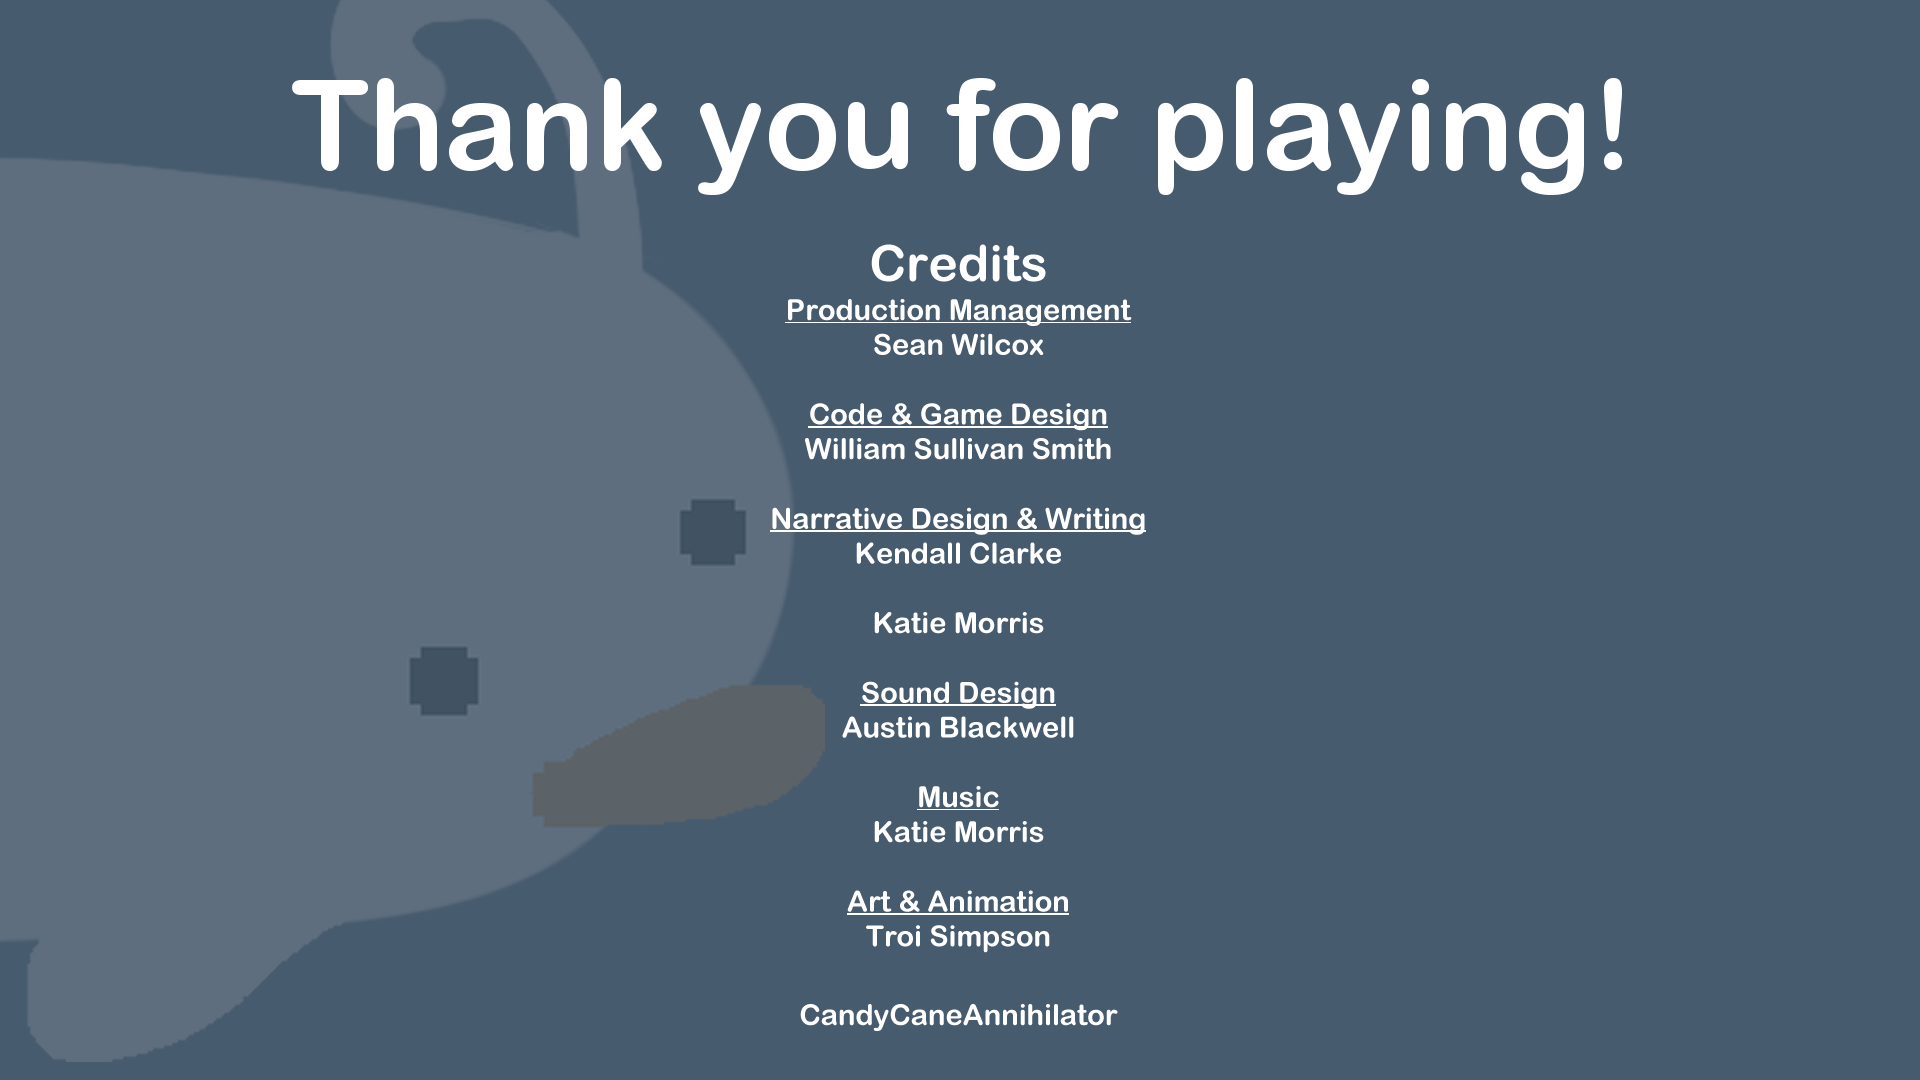 Thank you for playing!
Credits
Production Management
Sean Wilcox
Code & Game Design
William Sullivan Smith
Narrative Design & Writing
Kendall Clarke
Katie Morris
Sound Design
Austin Blackwell
Music
Katie Morris
Art & Animation
Troi Simpson
CandyCaneAnnihilator